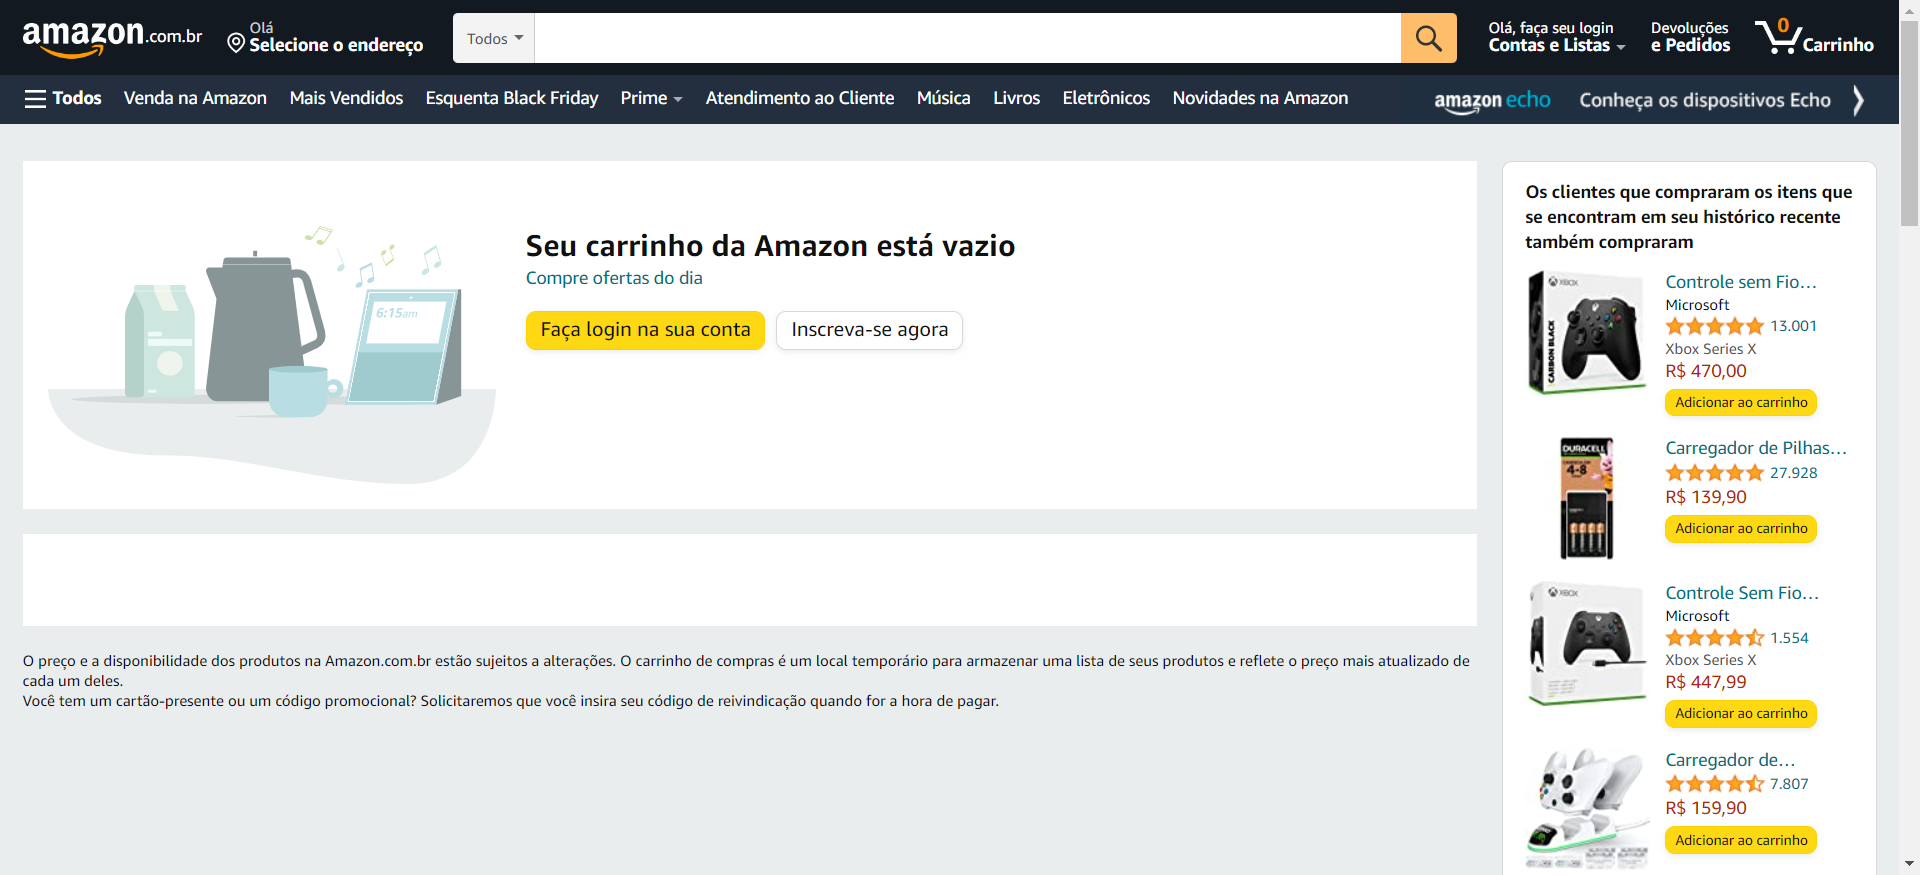 amazon.com.br
Olá
Selecione o endereço
Todos
Olá, faça seu login
Contas e Listas
Devoluções
e Pedidos
0
Carrinho
Todos
Venda na Amazon
Mais Vendidos
Esquenta Black Friday
Prime
Atendimento ao Cliente
Música
Livros
Eletrônicos
Novidades na Amazon
amazon echo
Conheça os dispositivos Echo
6:15am
Seu carrinho da Amazon está vazio
Compre ofertas do dia
Faça login na sua conta
Inscreva-se agora
O preço e a disponibilidade dos produtos na Amazon.com.br estão sujeitos a alterações. O carrinho de compras é um local temporário para armazenar uma lista de seus produtos e reflete o preço mais atualizado de
cada um deles.
Você tem um cartão-presente ou um código promocional? Solicitaremos que você insira seu código de reivindicação quando for a hora de pagar.
Os clientes que compraram os itens que
se encontram em seu histórico recente
também compraram
XBOX
CARBON BLACK
Controle sem Fio…
Microsoft
13.001
Xbox Series X
R$ 470,00
Adicionar ao carrinho
DURACELL
4-8
Carregador de Pilhas…
27.928
R$ 139,90
Adicionar ao carrinho
XBOX
Controle Sem Fio…
Microsoft
1.554
Xbox Series X
R$ 447,99
Adicionar ao carrinho
Carregador de…
7.807
R$ 159,90
Adicionar ao carrinho